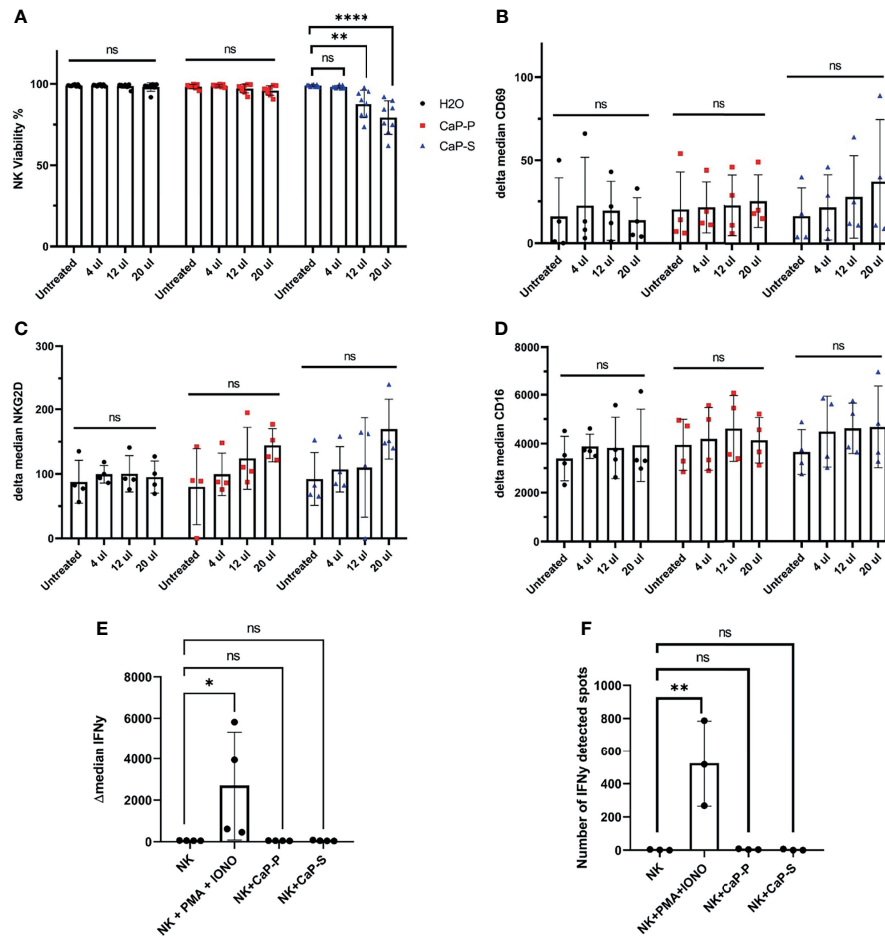 A
NK Viability %
100
50
0
ns
ns
ns
**
****
Untreated
4 ul
12 ul
20 ul
Untreated
4 ul
12 ul
20 ul
Untreated
4 ul
12 ul
20 ul
H2O
CaP-P
CaP-S
B
delta median CD69
100
50
0
ns
ns
ns
Untreated
4 ul
12 ul
20 ul
Untreated
4 ul
12 ul
20 ul
Untreated
4 ul
12 ul
20 ul
C
delta median NKG2D
300
200
100
0
ns
ns
ns
Untreated
4 ul
12 ul
20 ul
Untreated
4 ul
12 ul
20 ul
Untreated
4 ul
12 ul
20 ul
D
delta median CD16
8000
6000
4000
2000
0
ns
ns
ns
Untreated
4 ul
12 ul
20 ul
Untreated
4 ul
12 ul
20 ul
Untreated
4 ul
12 ul
20 ul
E
Δmedian IFNy
8000
6000
4000
2000
0
ns
ns
*
NK
NK + PMA + IONO
NK+CaP-P
NK+CaP-S
F
Number of IFNy detected spots
1000
800
600
400
200
0
ns
ns
**
NK
NK+PMA+IONO
NK+CaP-P
NK+CaP-S